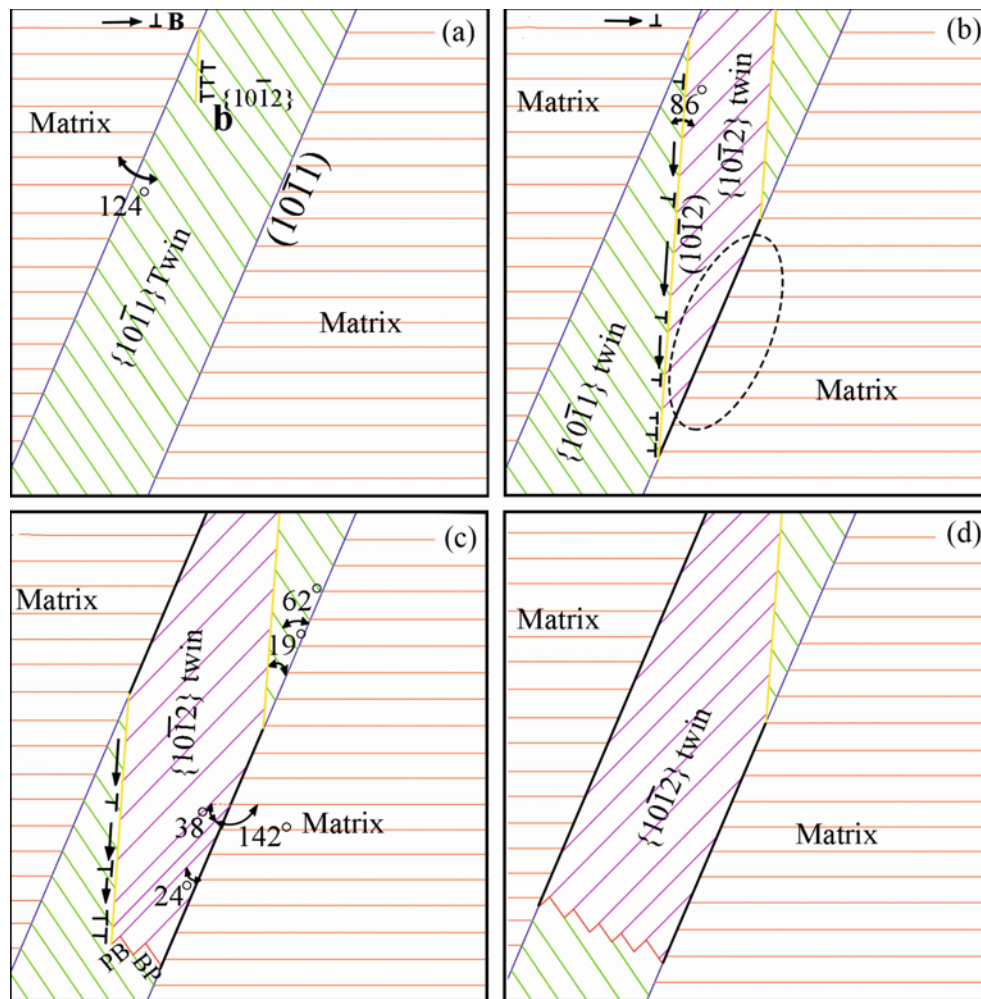 (a)
⊥ B
{101̅2}
b
Matrix
124°
(101̅1)
{101̅1} Twin
Matrix
(b)
86°
{101̅2} twin
(101̅2)
{101̅1} twin
Matrix
(c)
Matrix
62°
19°
{101̅2} twin
38°
142°
Matrix
24°
PB
BP
(d)
Matrix
{101̅2} twin
Matrix